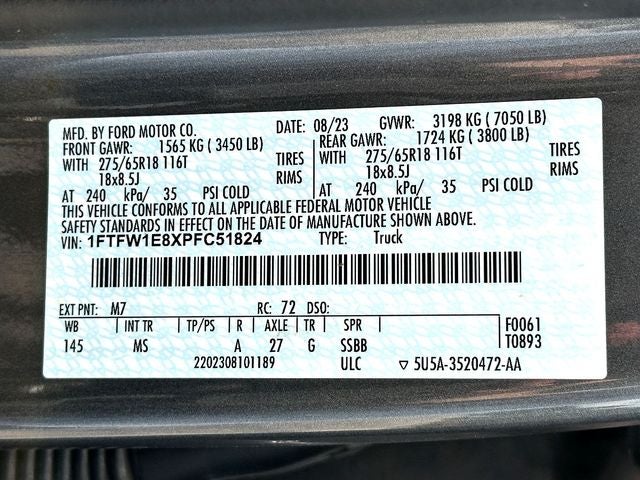 MFD. BY FORD MOTOR CO. DATE: 08/23 GVWR: 3198 KG ( 7050 LB)
FRONT GAWR: 1565 KG ( 3450 LB) REAR GAWR: 1724 KG ( 3800 LB)
WITH 275/65R18 116T TIRES 275/65R18 116T TIRES
18x8.5J RIMS WITH 18x8.5J RIMS
AT 240 kPa/ 35 PSI COLD AT 240 kPa/ 35 PSI COLD
THIS VEHICLE CONFORMS TO ALL APPLICABLE FEDERAL MOTOR VEHICLE
SAFETY STANDARDS IN EFFECT ON THE DATE OF MANUFACTURE SHOWN ABOVE.
VIN: 1FTFW1E8XPFC51824 TYPE: Truck
EXT PNT: M7 RC: 72 DSO:
WB INT TR TP/PS R AXLE TR SPR F0061
145 MS A 27 G SSBB T0893
2202308101189 ULC ▽ 5U5A-3520472-AA